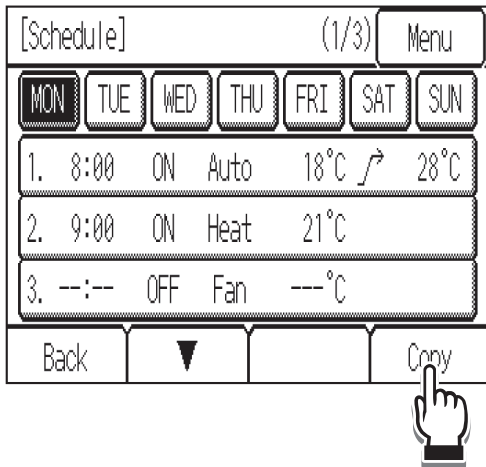 [Schedule] (1/3) Menu
MON TUE WED THU FRI SAT SUN
1. 8:00 ON Auto 18°C 28°C
2. 9:00 ON Heat 21°C
3. --:-- OFF Fan ---°C
Back ▼ Copy